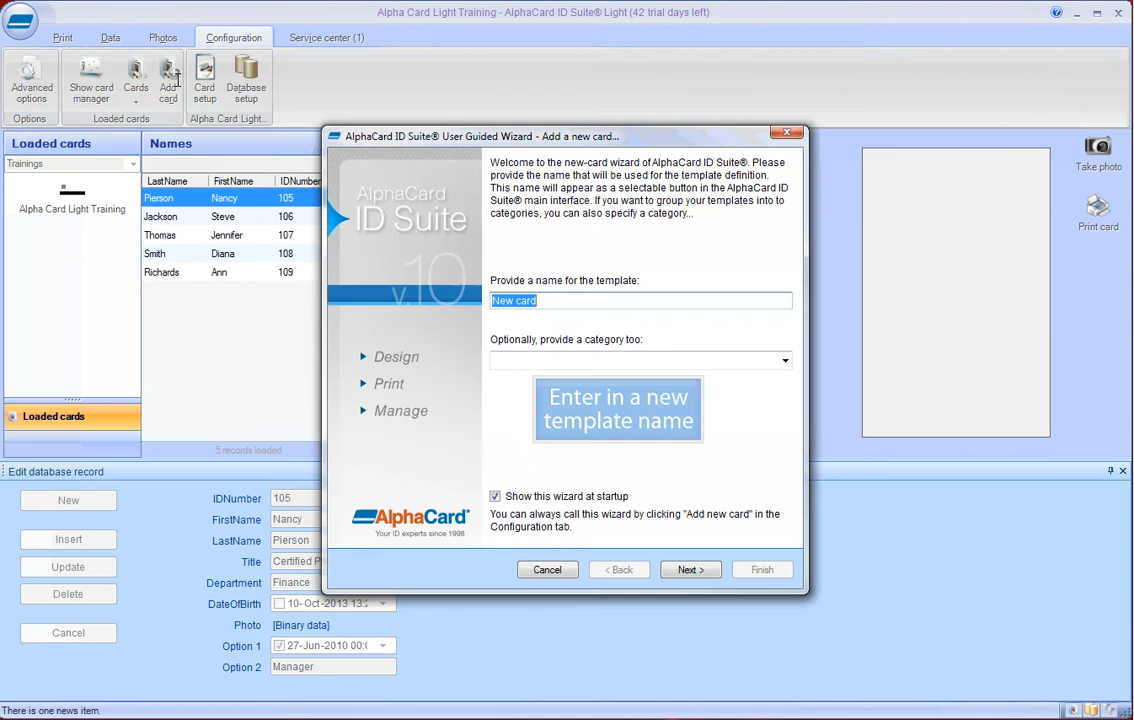 Alpha Card Light Training - AlphaCard ID Suite® Light (42 trial days left)
Print Data Photos Configuration Service center (1)
Advanced options
Show card manager
Cards
Add card
Card setup
Database setup
Options Loaded cards Alpha Card Light...
Loaded cards
Trainings
Alpha Card Light Training
Loaded cards
Names
LastName FirstName IDNumber
Pierson Nancy 105
Jackson Steve 106
Thomas Jennifer 107
Smith Diana 108
Richards Ann 109
5 records loaded
AlphaCard ID Suite® User Guided Wizard - Add a new card...
AlphaCard
ID Suite
v.10
Design
Print
Manage
AlphaCard®
Your ID experts since 1998
Welcome to the new-card wizard of AlphaCard ID Suite®. Please
provide the name that will be used for the template definition.
This name will appear as a selectable button in the AlphaCard ID
Suite® main interface. If you want to group your templates into to
categories, you can also specify a category...
Provide a name for the template:
New card
Optionally, provide a category too:
Enter in a new
template name
Show this wizard at startup
You can always call this wizard by clicking "Add new card" in the
Configuration tab.
Cancel < Back Next > Finish
Take photo
Print card
Edit database record
New
Insert
Update
Delete
Cancel
IDNumber 105
FirstName Nancy
LastName Pierson
Title Certified P
Department Finance
DateOfBirth 10-Oct-2013 13:2
Photo [Binary data]
Option 1 27-Jun-2010 00:(
Option 2 Manager
There is one news item.